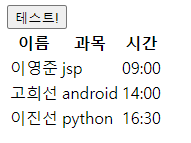 테스트!
이름 과목 시간
이영준 jsp 09:00
고희선 android 14:00
이진선 python 16:30